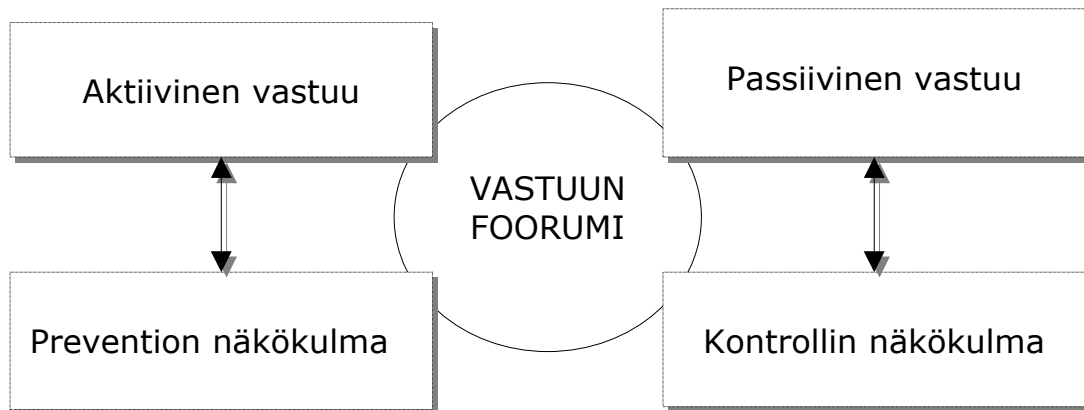 Aktiivinen vastuu
Passiivinen vastuu
VASTUUN
FOORUMI
Prevention näkökulma
Kontrollin näkökulma